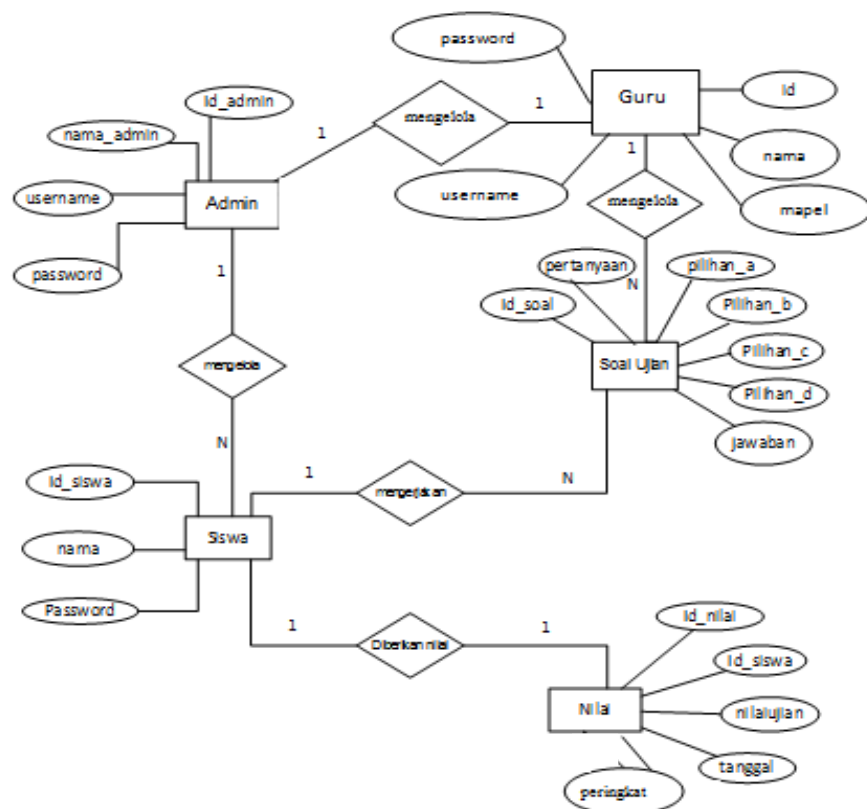 password
Guru
Id
nama
mapel
username
mengelola
1
1
Id_admin
nama_admin
username
password
Admin
1
mengelola
N
1
mengelola
N
pertanyaan
Id_soal
pilihan_a
Pilihan_b
Pilihan_c
Pilihan_d
jawaban
Soal Ujian
Id_siswa
nama
Password
Siswa
1
mengerjakan
N
1
Diberikan nilai
1
Id_nilai
Id_siswa
nilaiujian
tanggal
peringkat
Nilai